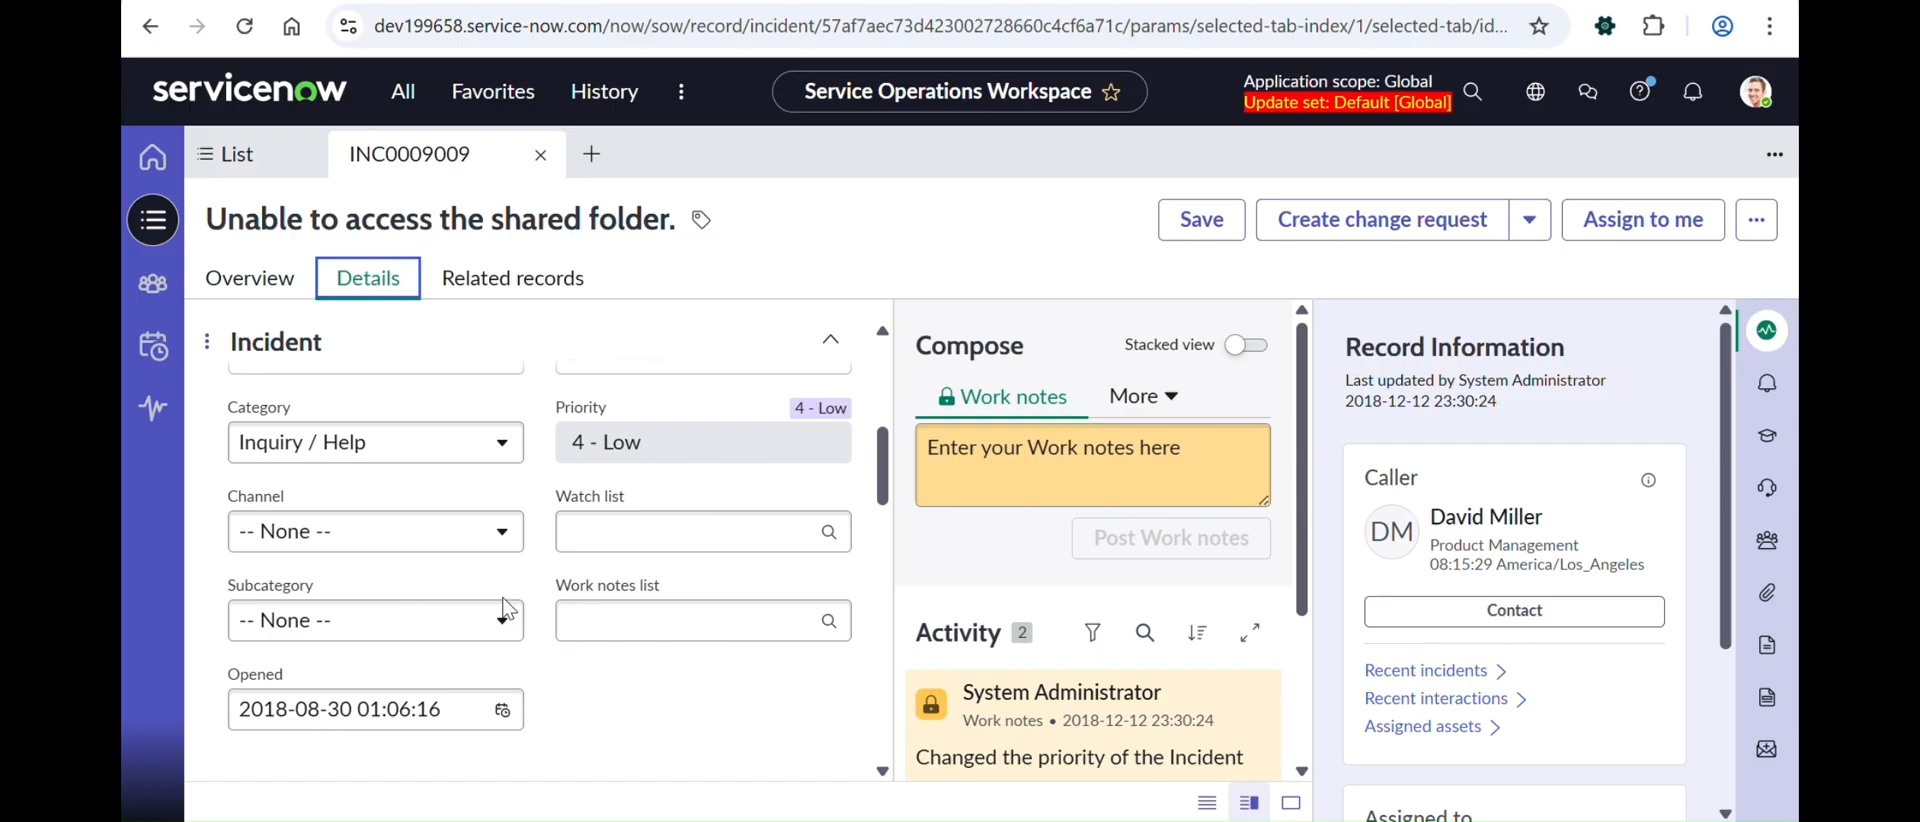 dev199658.service-now.com/now/sow/record/incident/57af7aec73d423002728660c4cf6a71c/params/selected-tab-index/1/selected-tab/id...
servicenow
All
Favorites
History
Service Operations Workspace
Application scope: Global
Update set: Default [Global]
List
INC0009009
Unable to access the shared folder.
Save
Create change request
Assign to me
Overview
Details
Related records
Incident
Category
Inquiry / Help
Priority
4 - Low
4 - Low
Channel
-- None --
Watch list
Subcategory
-- None --
Work notes list
Opened
2018-08-30 01:06:16
Compose
Stacked view
Work notes
More
Enter your Work notes here
Post Work notes
Activity 2
System Administrator
Work notes • 2018-12-12 23:30:24
Changed the priority of the Incident
Record Information
Last updated by System Administrator
2018-12-12 23:30:24
Caller
DM
David Miller
Product Management
08:15:29 America/Los_Angeles
Contact
Recent incidents
Recent interactions
Assigned assets
Assigned to